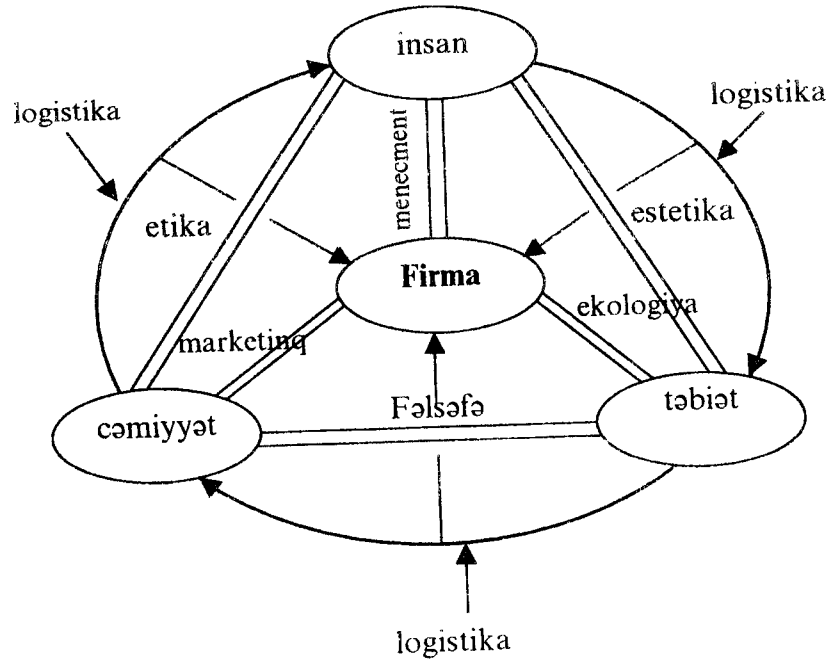 insan
logistika
logistika
menecment
etika
estetika
Firma
ekologiya
marketinq
Fəlsəfə
təbiət
cəmiyyət
logistika